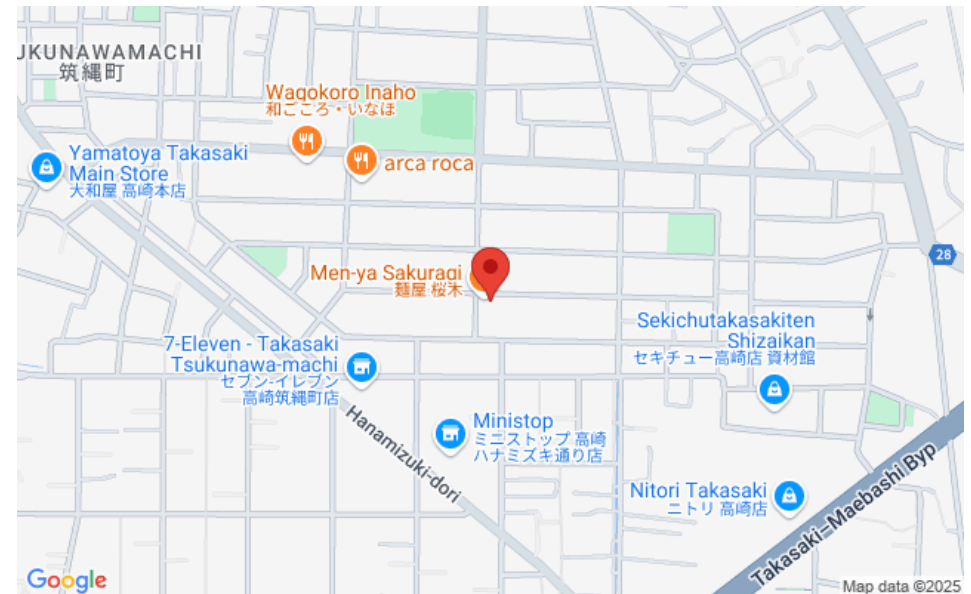 UKUNAWAMACHI
筑縄町
Wagokoro Inaho
和ごころ・いなほ
arca roca
Yamatoya Takasaki
Main Store
大和屋 高崎本店
28
Men-ya Sakuragi
麺屋 桜木
Sekichutakasakiten
Shizaikan
セキチュー高崎店 資材館
7-Eleven - Takasaki
Tsukunawa-machi
セブン-イレブン
高崎筑縄町店
Hanamizuki-dori
Ministop
ミニストップ 高崎
ハナミズキ通り店
Nitori Takasaki
ニトリ 高崎店
Takasaki–Maebashi Byp
Google
Map data ©2025